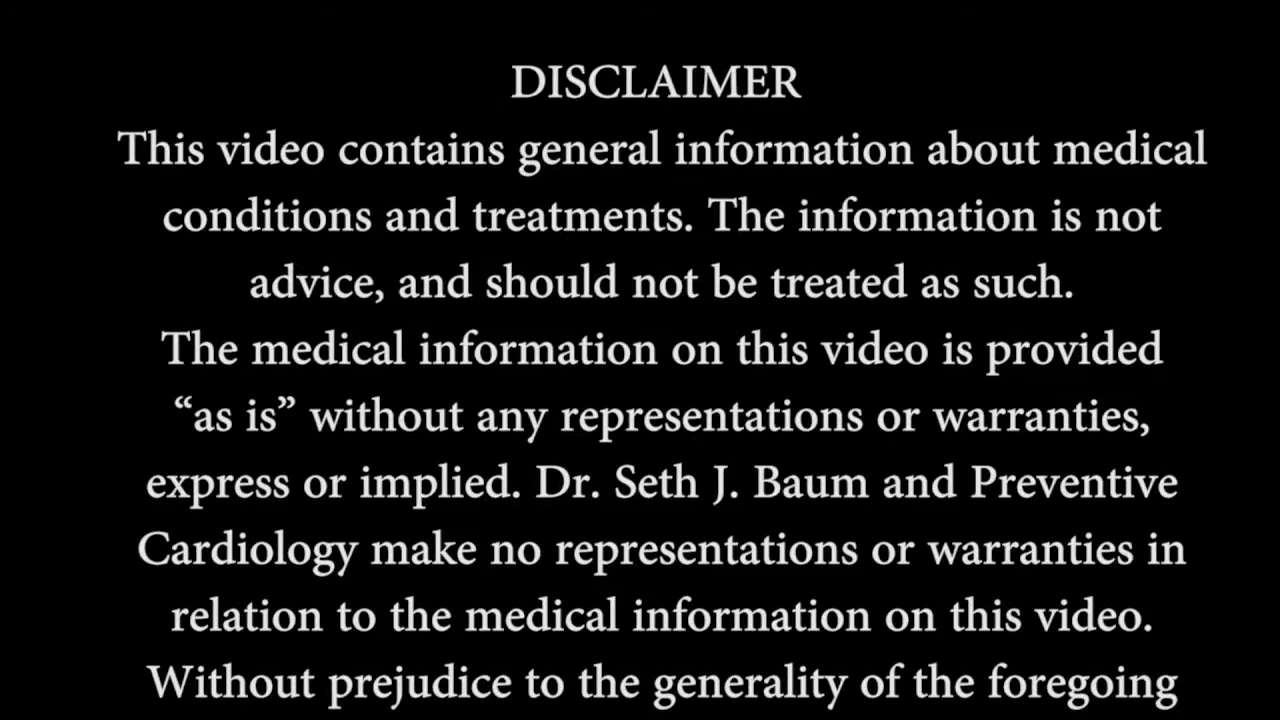 DISCLAIMER
This video contains general information about medical
conditions and treatments. The information is not
advice, and should not be treated as such.
The medical information on this video is provided
“as is” without any representations or warranties,
express or implied. Dr. Seth J. Baum and Preventive
Cardiology make no representations or warranties in
relation to the medical information on this video.
Without prejudice to the generality of the foregoing